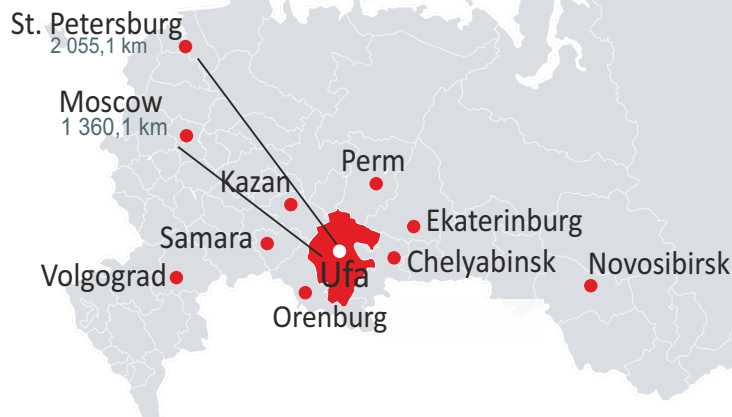 St. Petersburg
2 055,1 km
Moscow
1 360,1 km
Perm
Kazan
Ekaterinburg
Samara
Chelyabinsk
Novosibirsk
Volgograd
Ufa
Orenburg